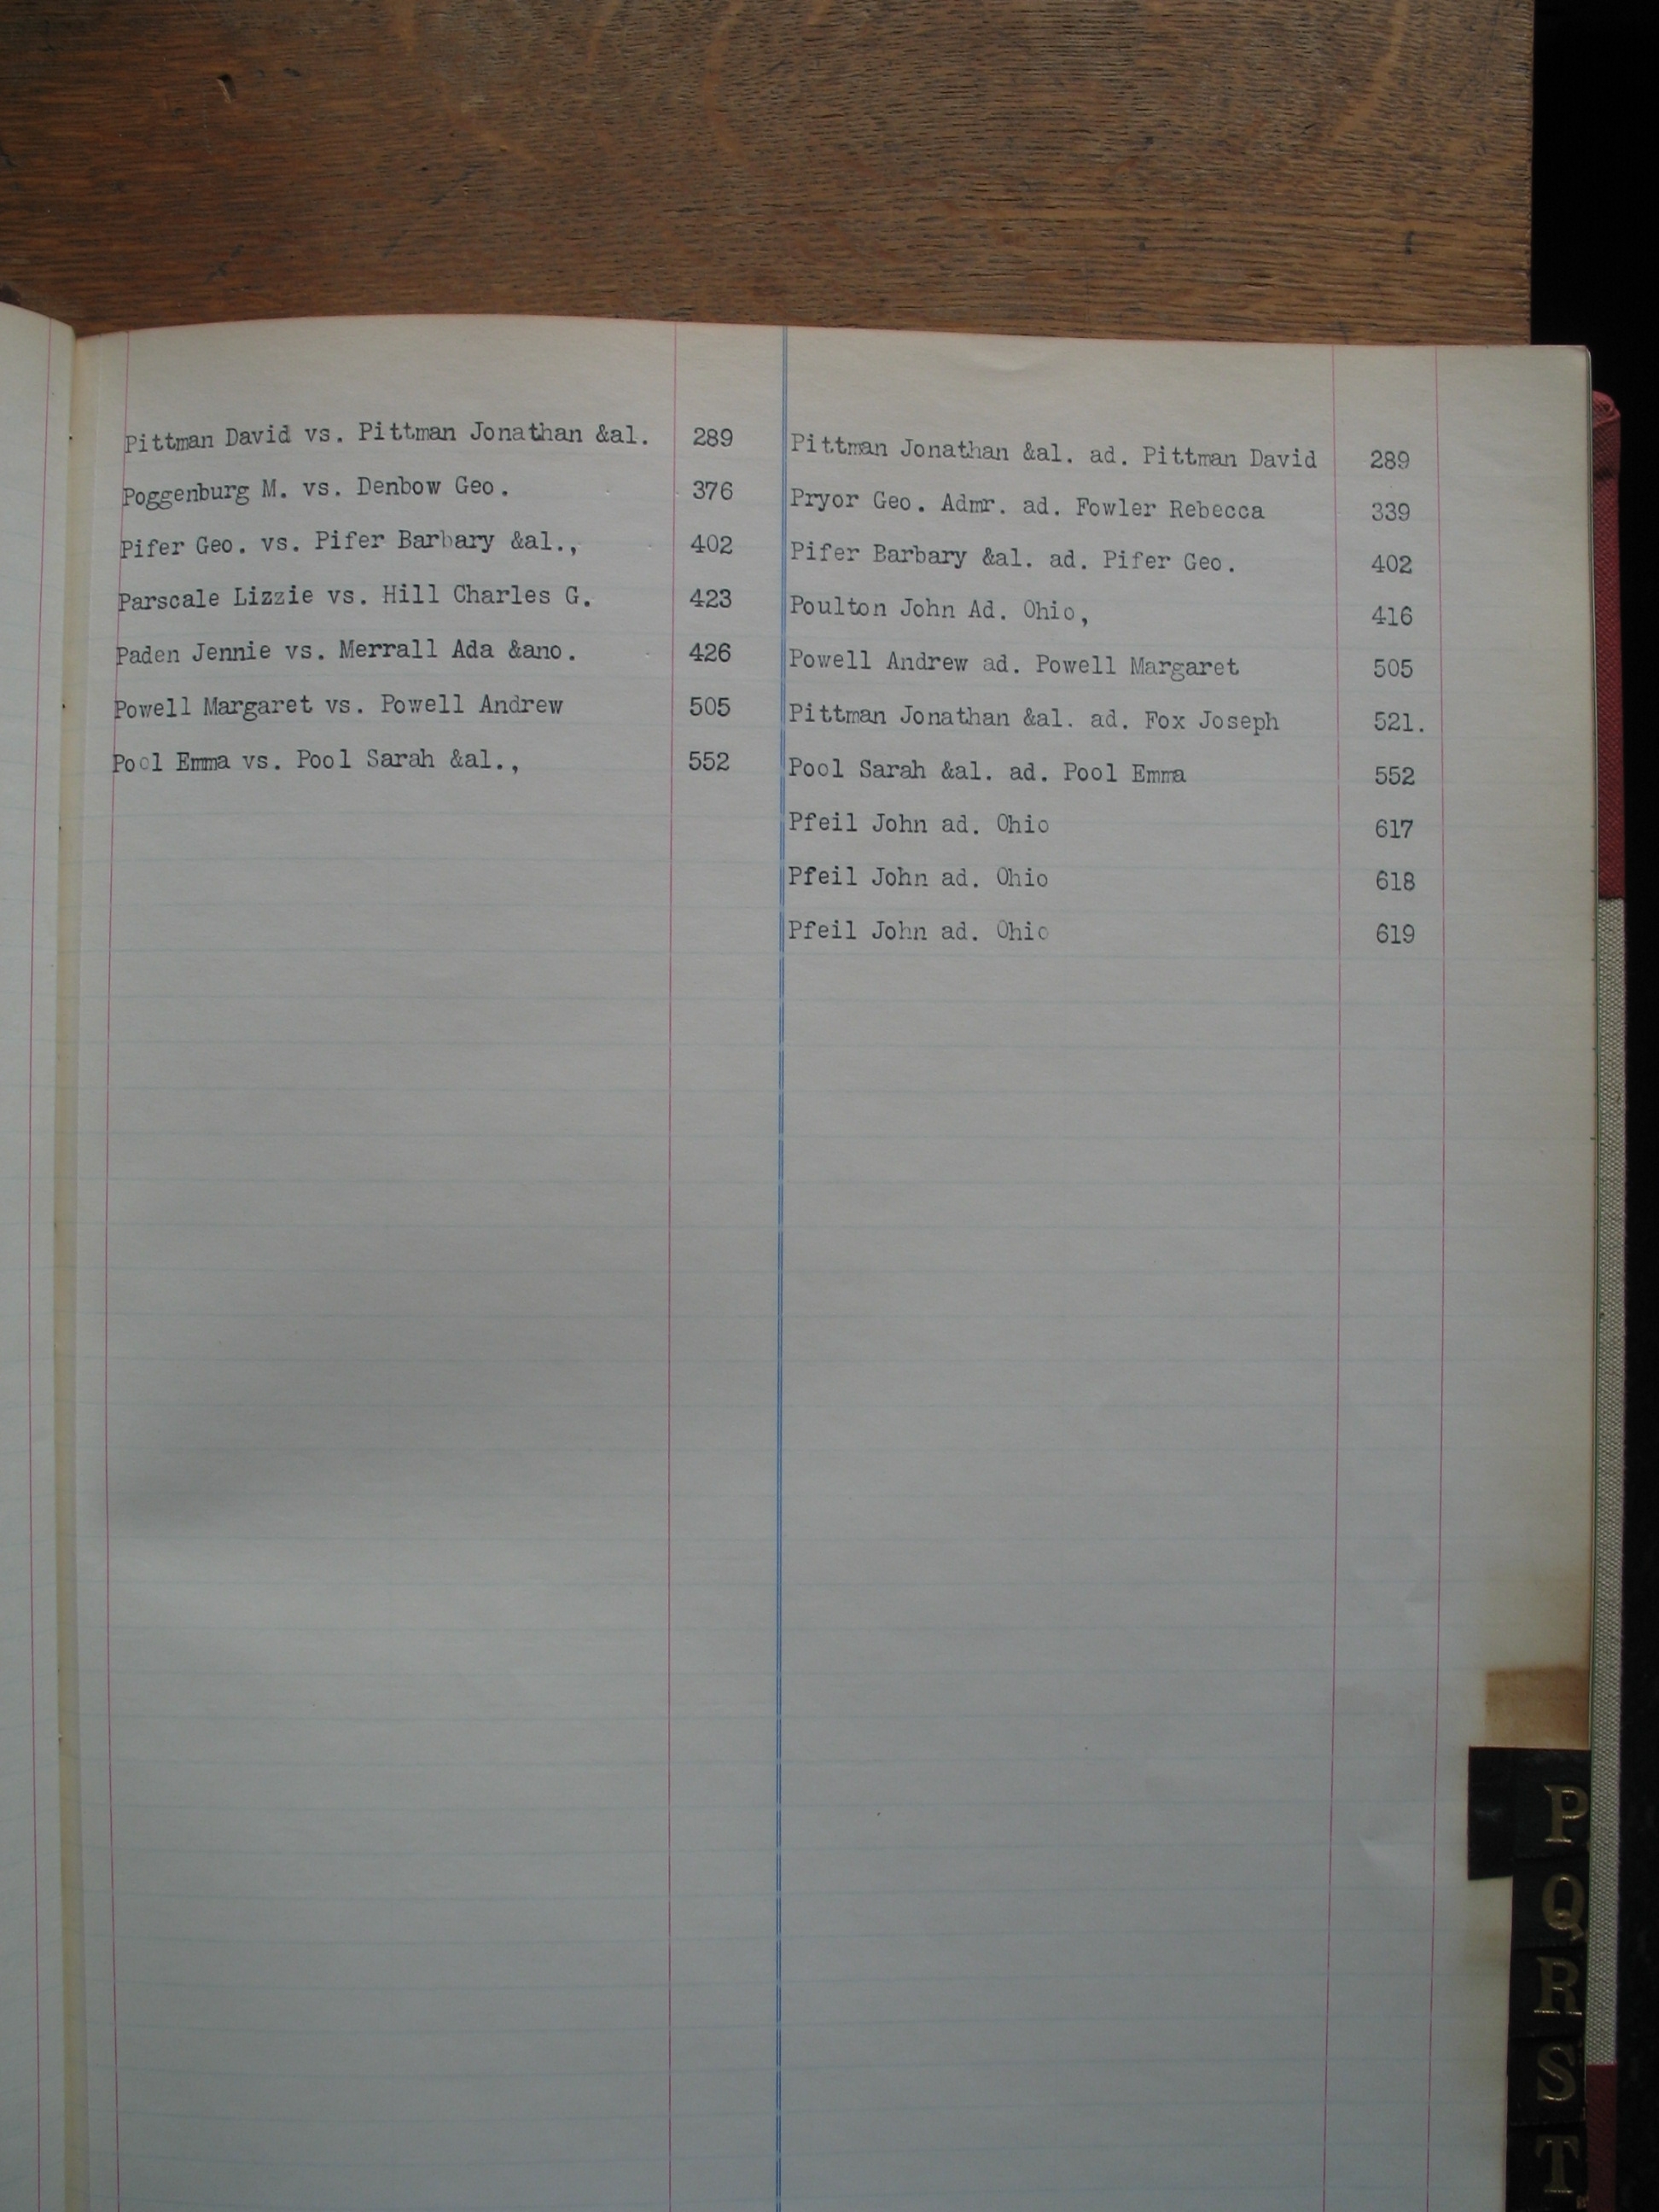 Pittman David vs. Pittman Jonathan &al. 289
Poggenburg M. vs. Denbow Geo. 376
Pifer Geo. vs. Pifer Barbary &al., 402
Parscale Lizzie vs. Hill Charles G. 423
Paden Jennie vs. Merrall Ada &ano. 426
Powell Margaret vs. Powell Andrew 505
Pool Emma vs. Pool Sarah &al., 552
Pittman Jonathan &al. ad. Pittman David 289
Pryor Geo. Admr. ad. Fowler Rebecca 339
Pifer Barbary &al. ad. Pifer Geo. 402
Poulton John Ad. Ohio, 416
Powell Andrew ad. Powell Margaret 505
Pittman Jonathan &al. ad. Fox Joseph 521.
Pool Sarah &al. ad. Pool Emma 552
Pfeil John ad. Ohio 617
Pfeil John ad. Ohio 618
Pfeil John ad. Ohio 619
P
Q
R
S
T